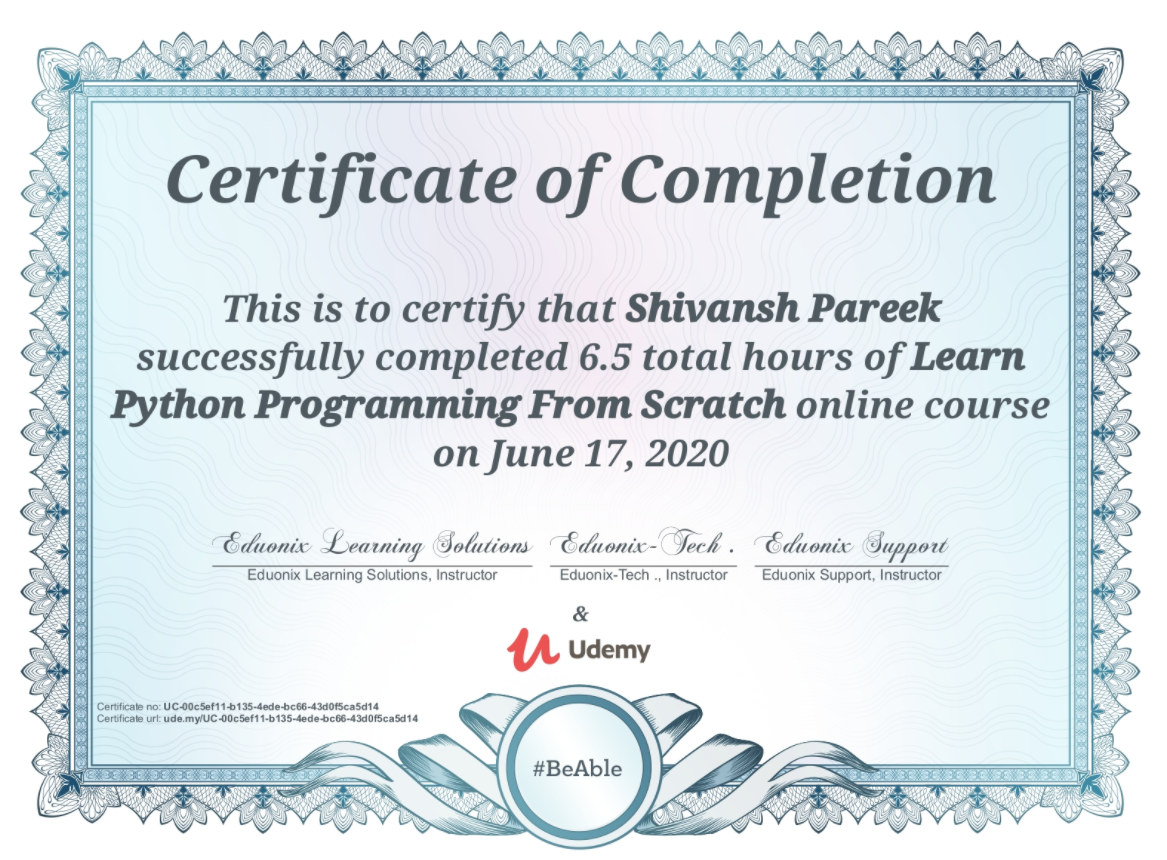 Certificate of Completion
This is to certify that Shivansh Pareek
successfully completed 6.5 total hours of Learn
Python Programming From Scratch online course
on June 17, 2020
Eduonix Learning Solutions Eduonix-Tech . Eduonix Support
Eduonix Learning Solutions, Instructor Eduonix-Tech ., Instructor Eduonix Support, Instructor
&
Udemy
Certificate no: UC-00c5ef11-b135-4ede-bc66-43d0f5ca5d14
Certificate url: ude.my/UC-00c5ef11-b135-4ede-bc66-43d0f5ca5d14
#BeAble